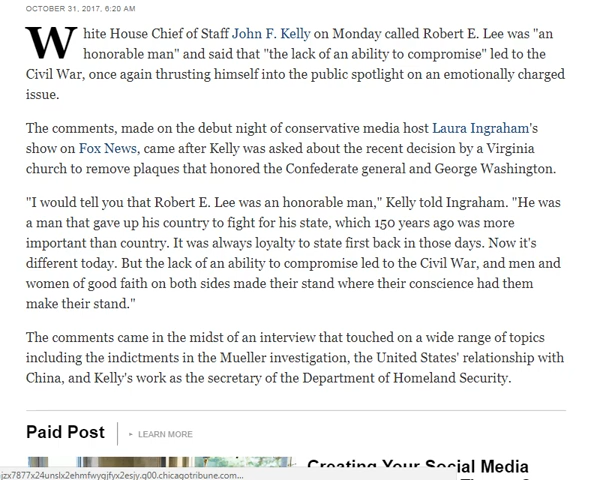 OCTOBER 31, 2017, 6:20 AM
White House Chief of Staff John F. Kelly on Monday called Robert E. Lee was "an
honorable man" and said that "the lack of an ability to compromise" led to the
Civil War, once again thrusting himself into the public spotlight on an emotionally charged
issue.
The comments, made on the debut night of conservative media host Laura Ingraham's
show on Fox News, came after Kelly was asked about the recent decision by a Virginia
church to remove plaques that honored the Confederate general and George Washington.
"I would tell you that Robert E. Lee was an honorable man," Kelly told Ingraham. "He was
a man that gave up his country to fight for his state, which 150 years ago was more
important than country. It was always loyalty to state first back in those days. Now it's
different today. But the lack of an ability to compromise led to the Civil War, and men and
women of good faith on both sides made their stand where their conscience had them
make their stand."
The comments came in the midst of an interview that touched on a wide range of topics
including the indictments in the Mueller investigation, the United States' relationship with
China, and Kelly's work as the secretary of the Department of Homeland Security.
Paid Post
LEARN MORE
Creating Your Social Media